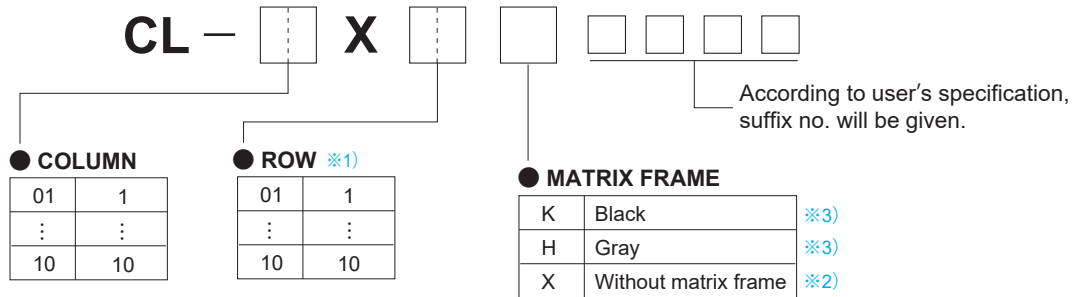 CL – X
According to user's specification,
suffix no. will be given.
● COLUMN
01 1
⋮ ⋮
10 10
● ROW ※1)
01 1
⋮ ⋮
10 10
● MATRIX FRAME
K Black ※3)
H Gray ※3)
X Without matrix frame ※2)